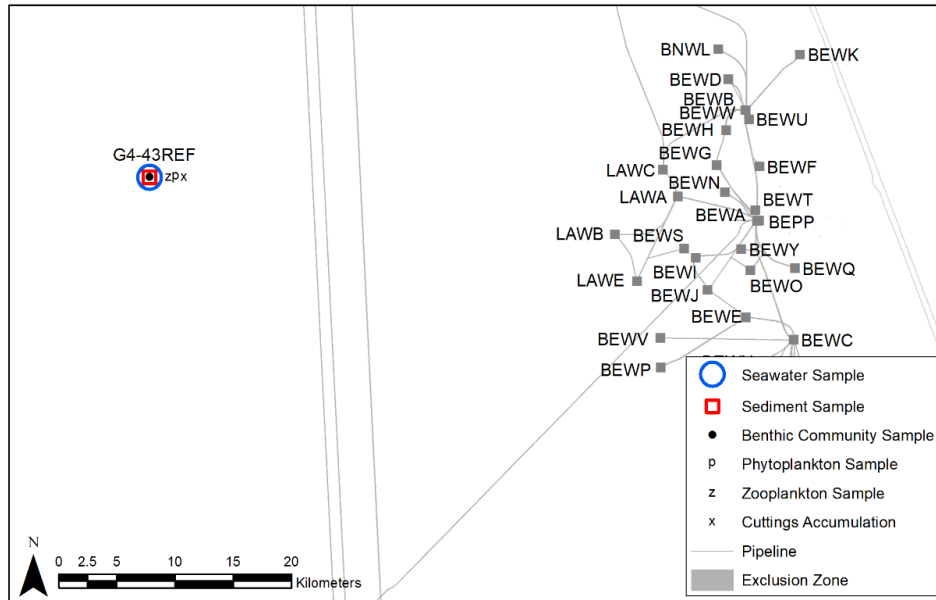 BNWL
BEWK
BEWD
BEWB
BEWW
BEWU
BEWH
G4-43REF
zpx
BEWG
BEWF
LAWC
BEWN
LAWA
BEWT
BEWA
BEPP
LAWB
BEWS
BEWY
BEWI
BEWQ
LAWE
BEWO
BEWJ
BEWE
BEWV
BEWC
BEWP
Seawater Sample
Sediment Sample
Benthic Community Sample
p Phytoplankton Sample
z Zooplankton Sample
x Cuttings Accumulation
Pipeline
Exclusion Zone
N
0 2.5 5 10 15 20
Kilometers